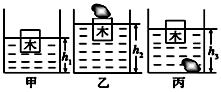 木 h₁ 木 h₂ 木 h₃
甲 乙 丙